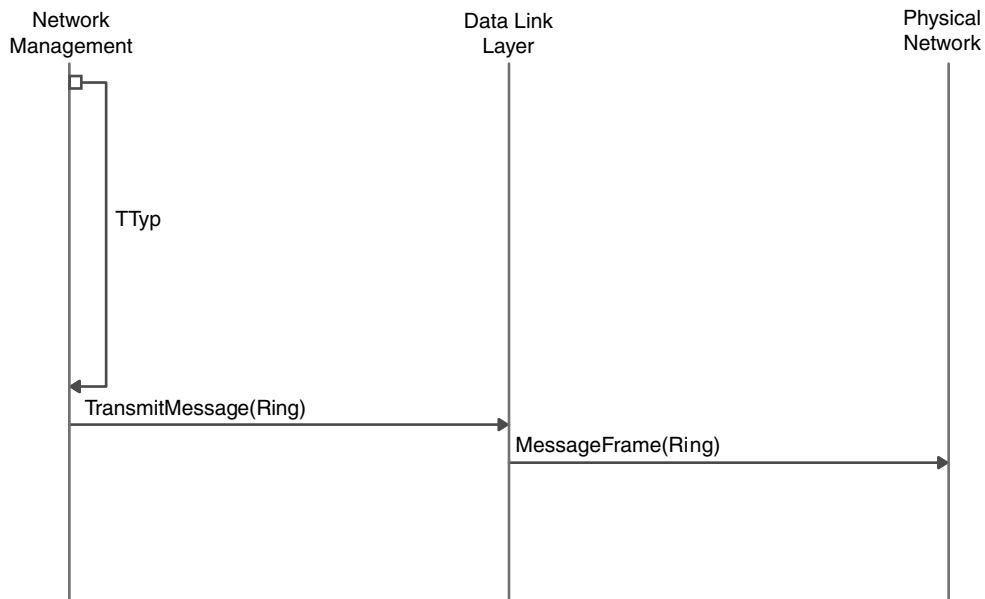 Network
Management
Data Link
Layer
Physical
Network
TTyp
TransmitMessage(Ring)
MessageFrame(Ring)